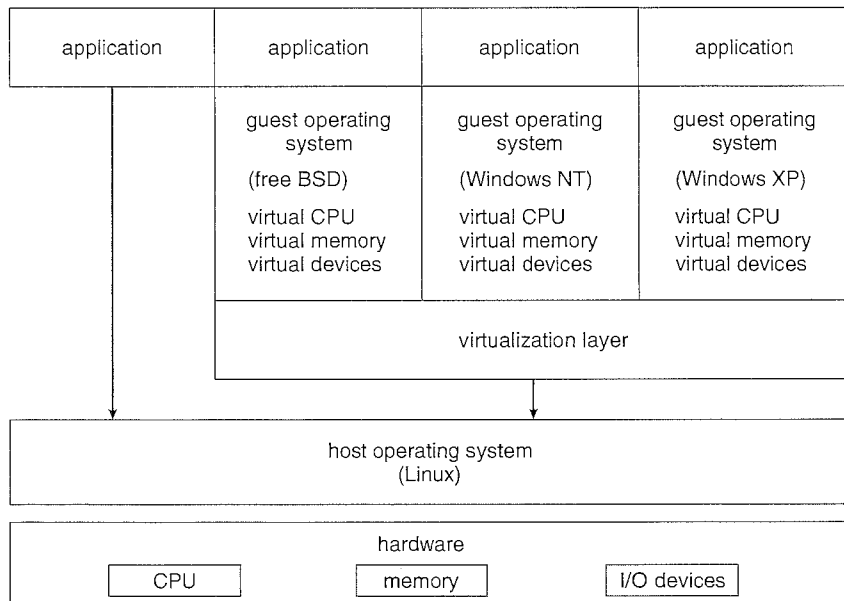 application
application
application
application
guest operating
system
(free BSD)
virtual CPU
virtual memory
virtual devices
guest operating
system
(Windows NT)
virtual CPU
virtual memory
virtual devices
guest operating
system
(Windows XP)
virtual CPU
virtual memory
virtual devices
virtualization layer
host operating system
(Linux)
hardware
CPU
memory
I/O devices